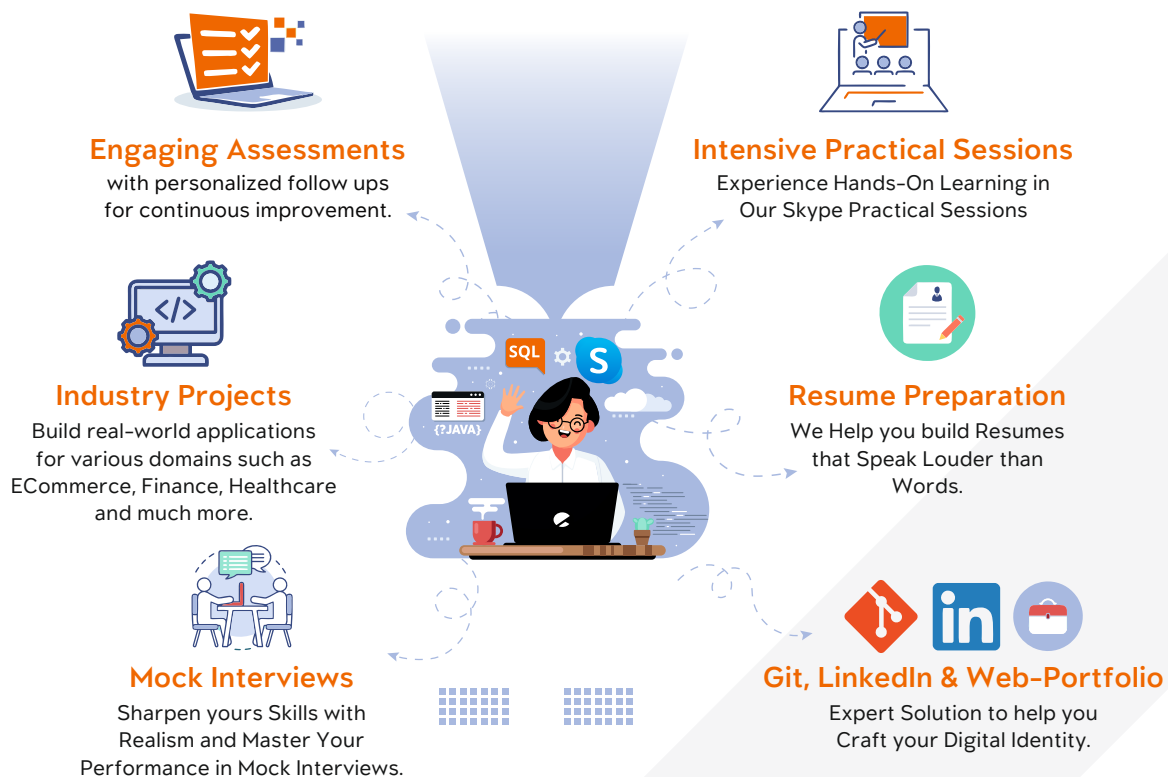 Engaging Assessments
with personalized follow ups
for continuous improvement.
Intensive Practical Sessions
Experience Hands-On Learning in
Our Skype Practical Sessions
SQL
S
{?JAVA}
</>
Industry Projects
Build real-world applications
for various domains such as
ECommerce, Finance, Healthcare
and much more.
Resume Preparation
We Help you build Resumes
that Speak Louder than
Words.
Mock Interviews
Sharpen yours Skills with
Realism and Master Your
Performance in Mock Interviews.
in
Git, LinkedIn & Web-Portfolio
Expert Solution to help you
Craft your Digital Identity.